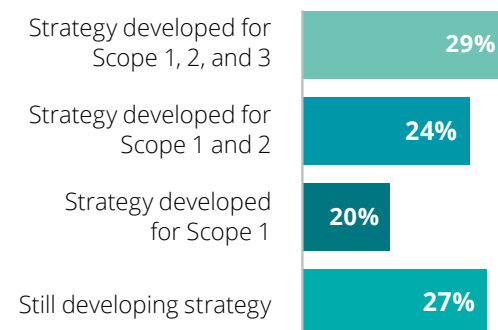 Strategy developed for
Scope 1, 2, and 3
29%
Strategy developed for
Scope 1 and 2
24%
Strategy developed
for Scope 1
20%
Still developing strategy
27%